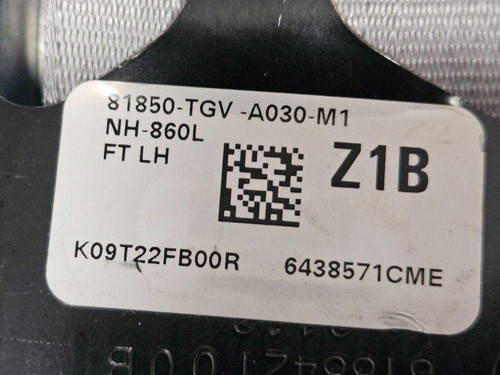 81850-TGV -A030-M1
NH-860L
FT LH
Z1B
K09T22FB00R
6438571CME